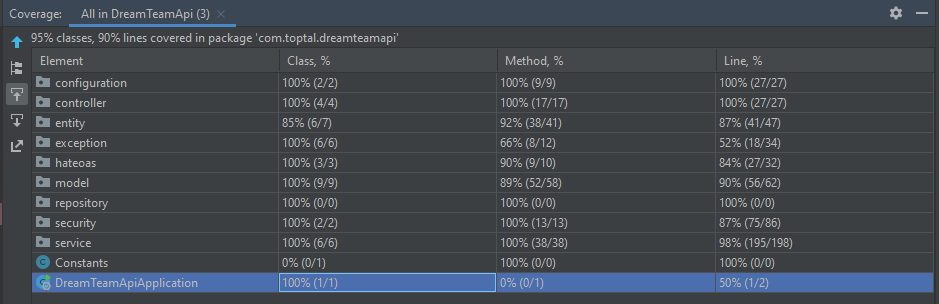 Coverage: All in DreamTeamApi (3)
95% classes, 90% lines covered in package 'com.toptal.dreamteamapi'
Element Class, % Method, % Line, %
configuration 100% (2/2) 100% (9/9) 100% (27/27)
controller 100% (4/4) 100% (17/17) 100% (27/27)
entity 85% (6/7) 92% (38/41) 87% (41/47)
exception 100% (6/6) 66% (8/12) 52% (18/34)
hateoas 100% (3/3) 90% (9/10) 84% (27/32)
model 100% (9/9) 89% (52/58) 90% (56/62)
repository 100% (0/0) 100% (0/0) 100% (0/0)
security 100% (2/2) 100% (13/13) 87% (75/86)
service 100% (6/6) 100% (38/38) 98% (195/198)
Constants 0% (0/1) 100% (0/0) 100% (0/0)
DreamTeamApiApplication 100% (1/1) 0% (0/1) 50% (1/2)